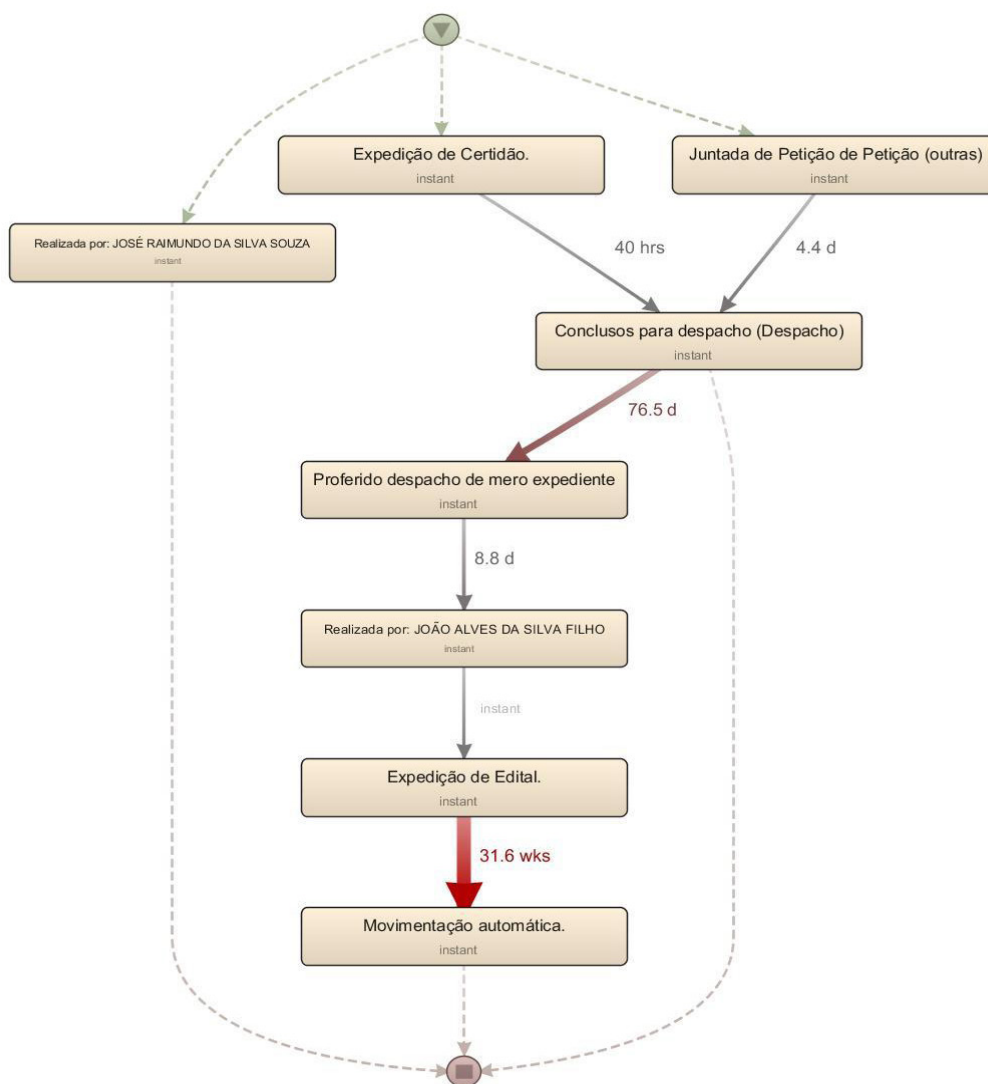 Expedição de Certidão.
instant
Juntada de Petição de Petição (outras)
instant
Realizada por: JOSÉ RAIMUNDO DA SILVA SOUZA
instant
40 hrs
4.4 d
Conclusos para despacho (Despacho)
instant
76.5 d
Proferido despacho de mero expediente
instant
8.8 d
Realizada por: JOÃO ALVES DA SILVA FILHO
instant
instant
Expedição de Edital.
instant
31.6 wks
Movimentação automática.
instant